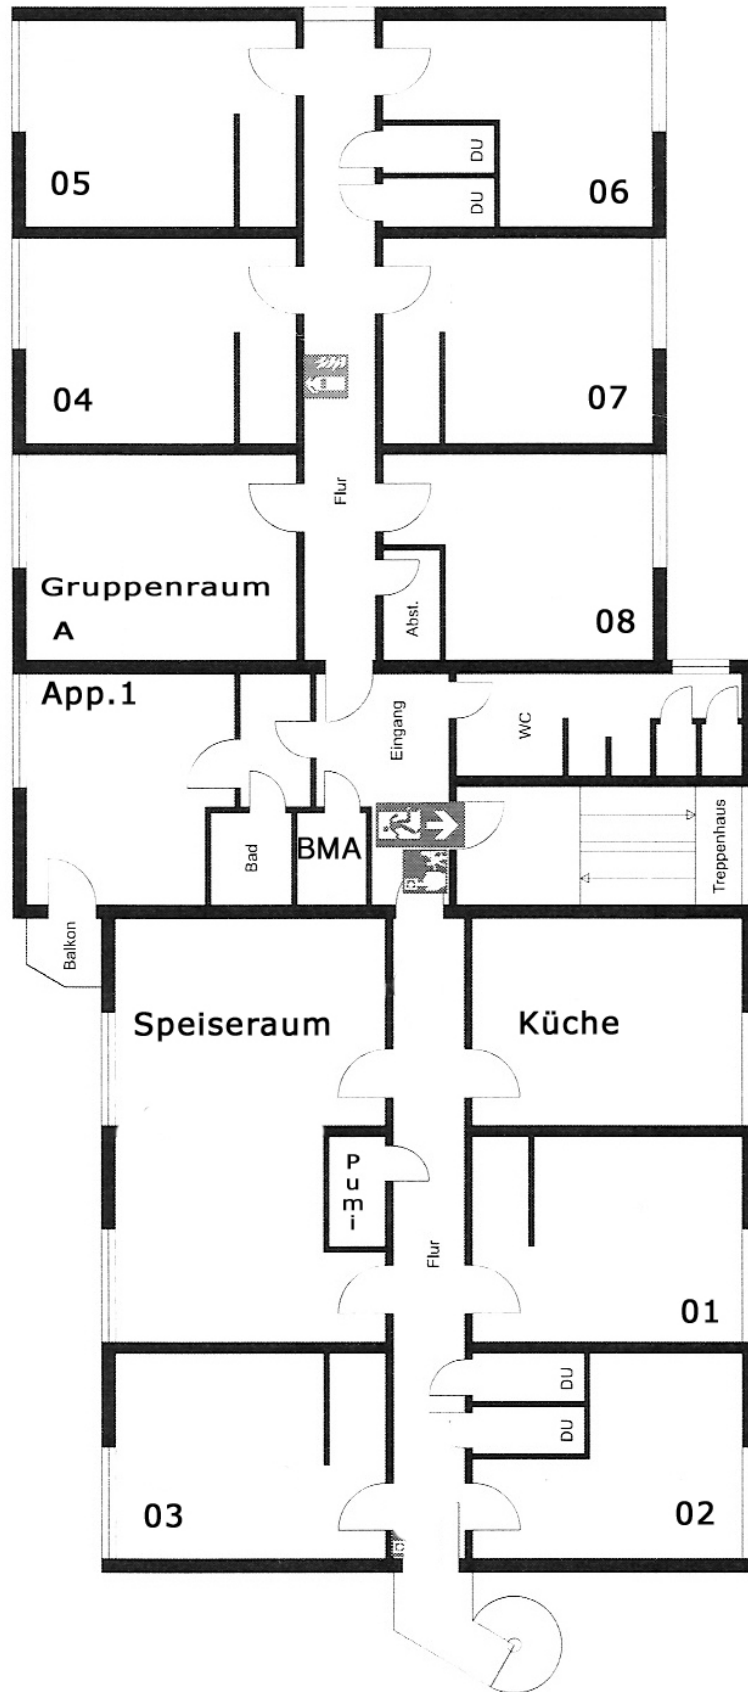 05
DU
06
DU
04
07
Flur
Gruppenraum
A
Abst.
08
App.1
Eingang
WC
Bad
BMA
Treppenhaus
Balkon
Speiseraum
Küche
Pumi
Flur
01
DU
DU
03
02